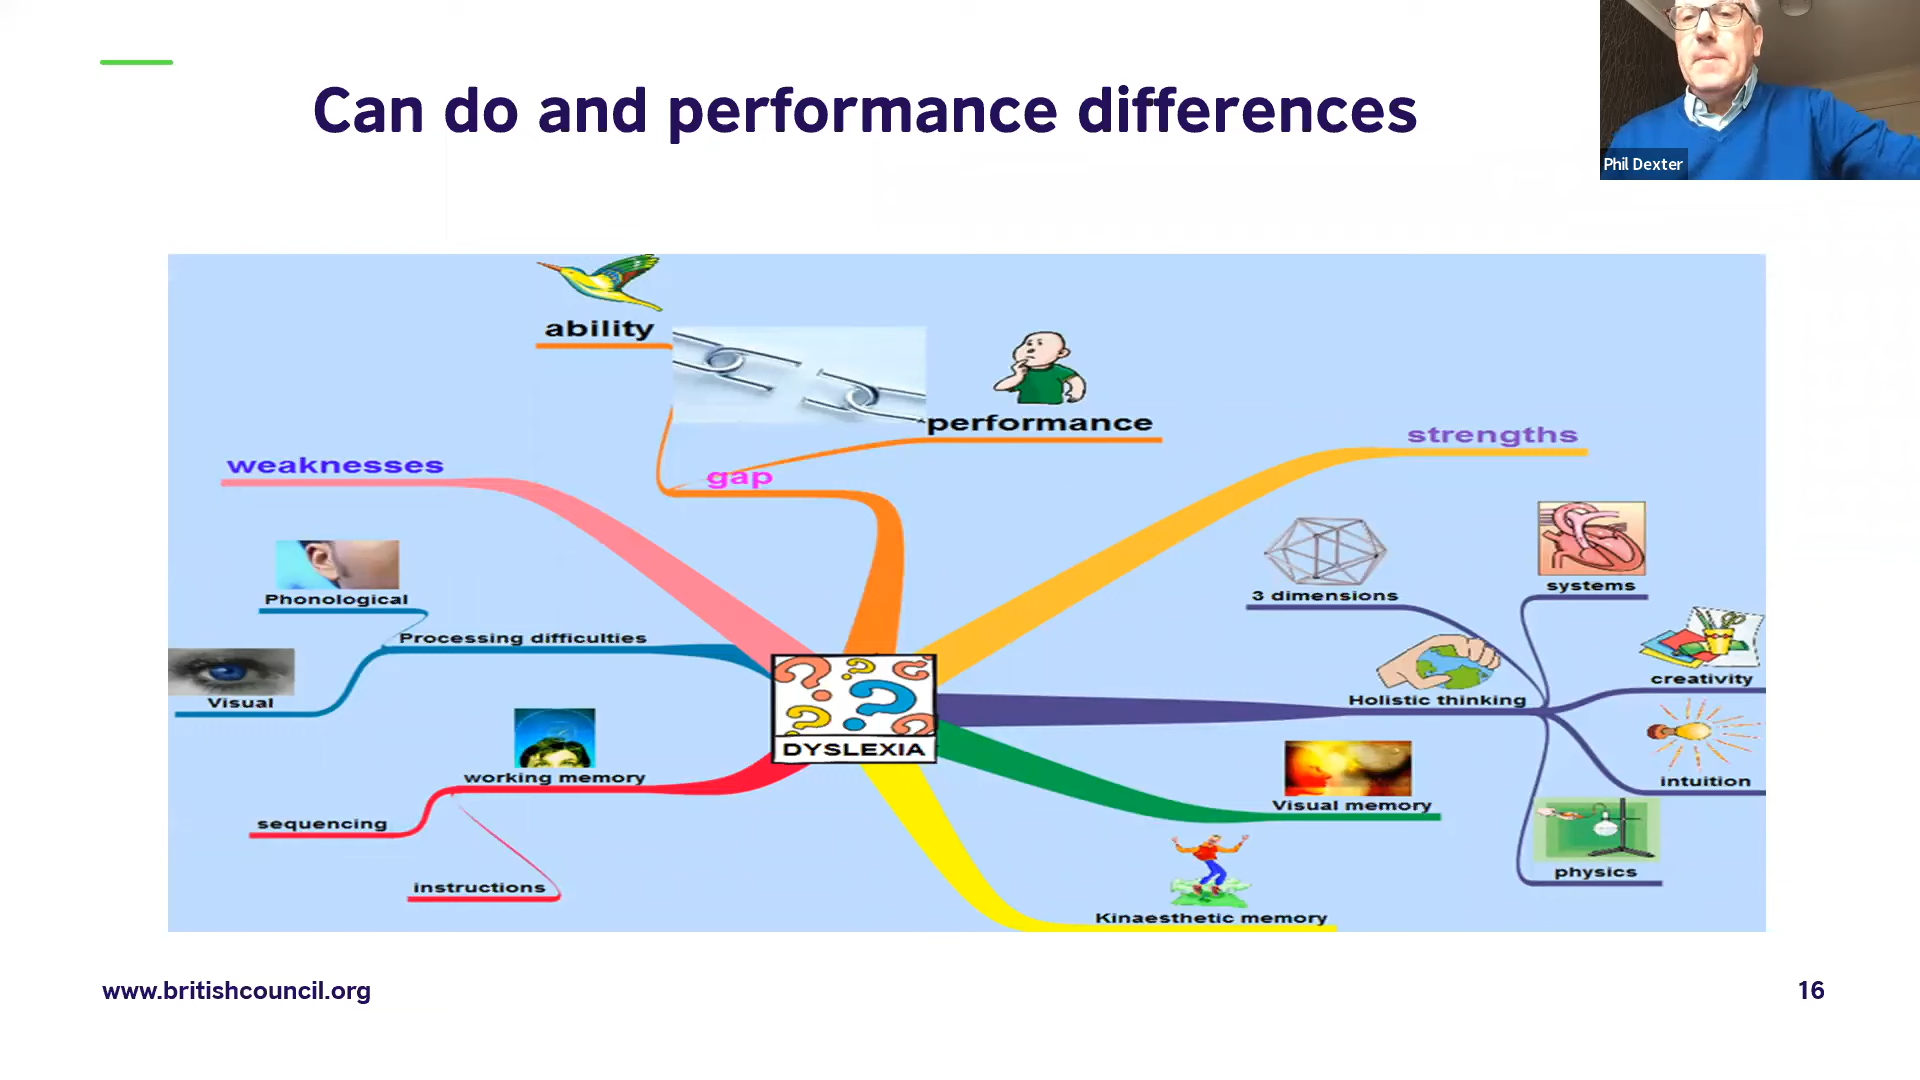 Can do and performance differences
Phil Dexter
ability
performance
gap
weaknesses
strengths
Phonological
Processing difficulties
Visual
working memory
sequencing
instructions
DYSLEXIA
3 dimensions
systems
Holistic thinking
creativity
intuition
physics
Visual memory
Kinaesthetic memory
www.britishcouncil.org
16